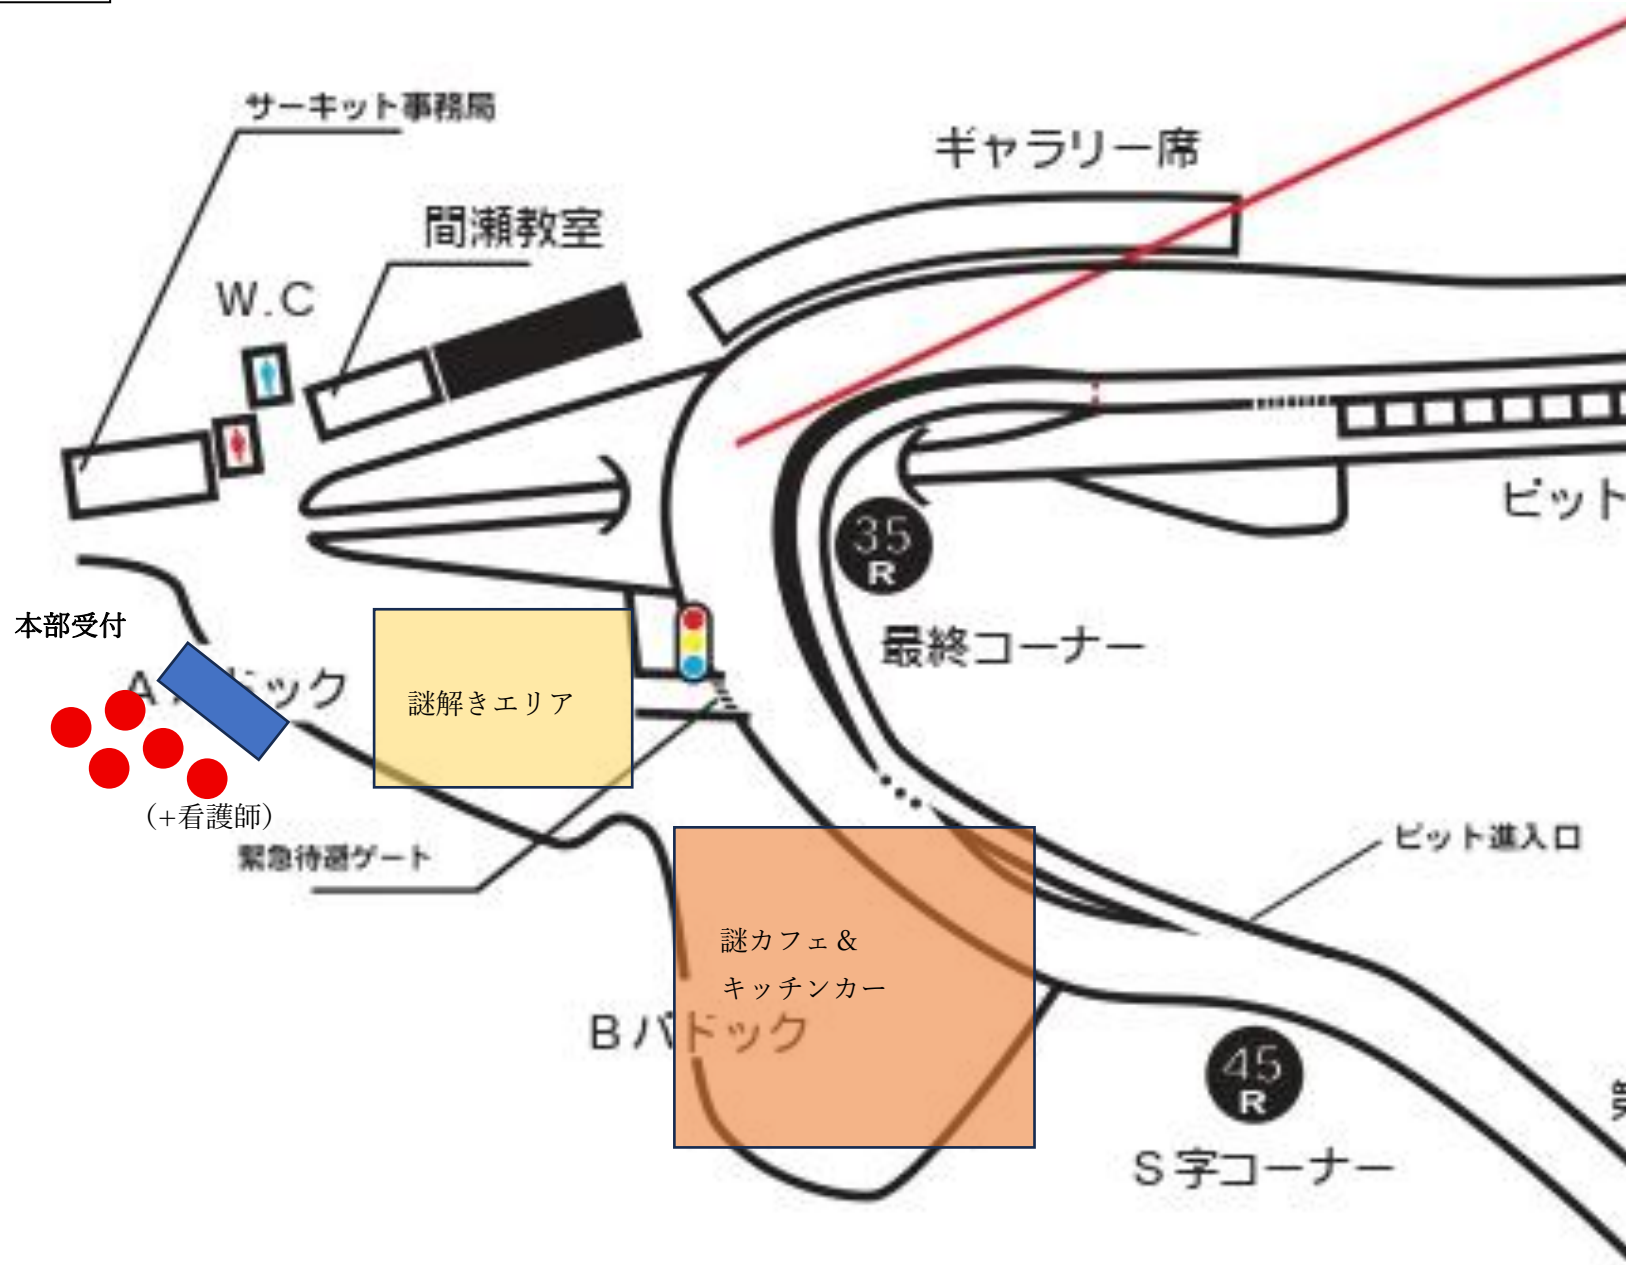 サーキット事務局
ギャラリー席
間瀬教室
W.C
35
R
ピット
最終コーナー
本部受付
謎解きエリア
(+看護師)
緊急待避ゲート
ピット進入口
謎カフェ&
キッチンカー
Bパドック
45
R
S字コーナー